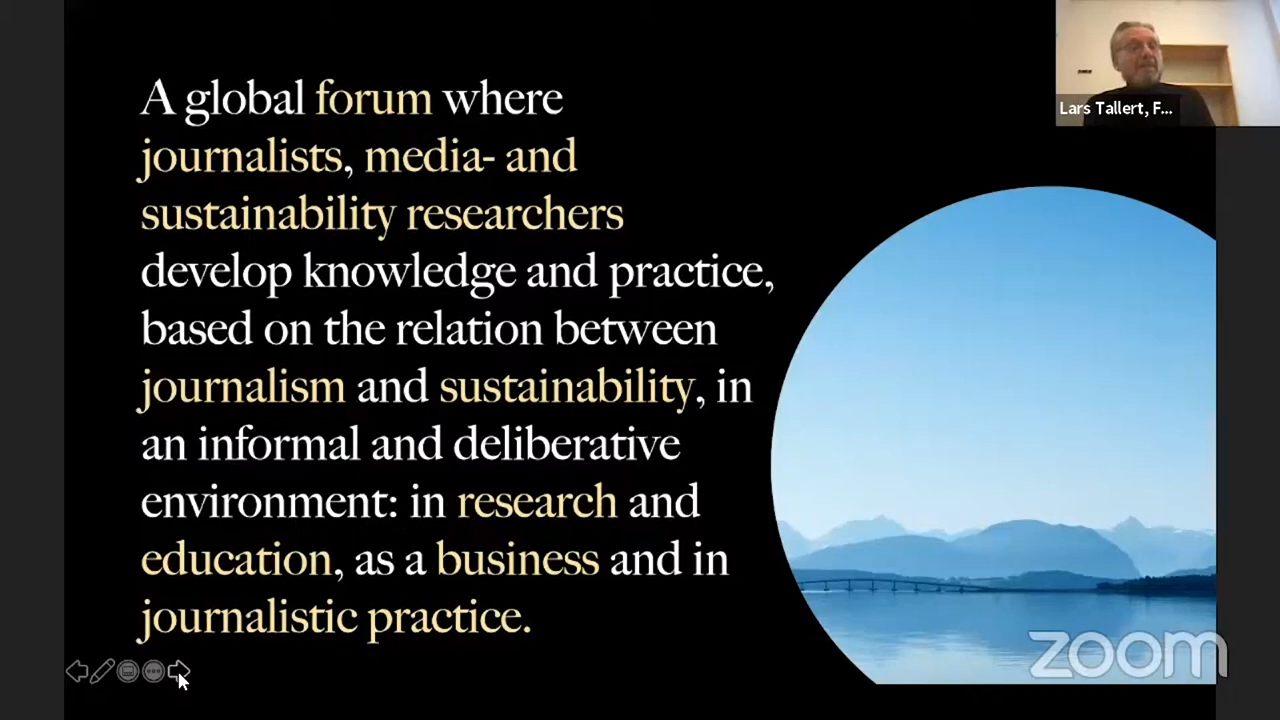 A global forum where
journalists, media- and
sustainability researchers
develop knowledge and practice,
based on the relation between
journalism and sustainability, in
an informal and deliberative
environment: in research and
education, as a business and in
journalistic practice.
Lars Tallert, F...
zoom